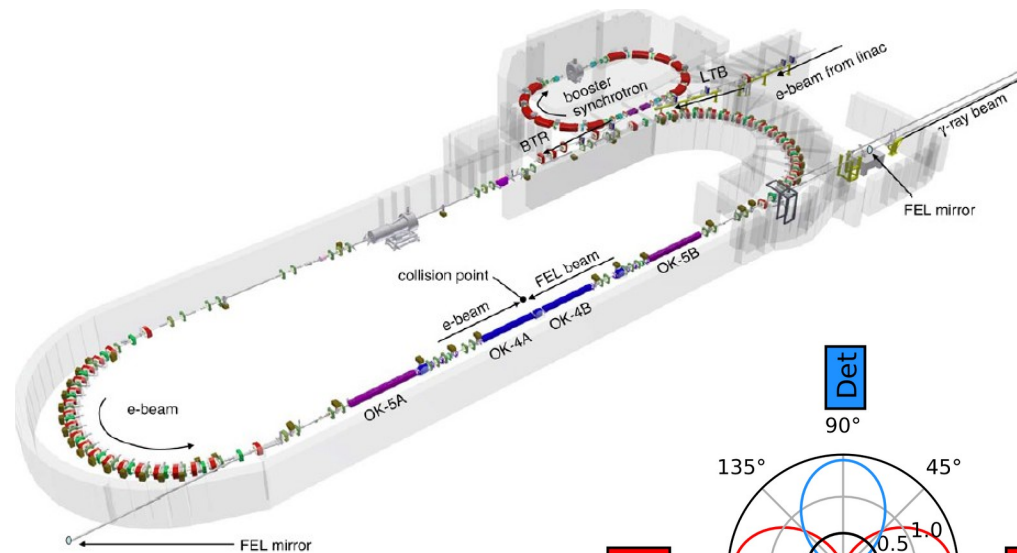 LTB
e-beam from linac
booster
synchrotron
BTR
γ-ray beam
FEL mirror
collision point
FEL beam
e-beam
OK-5B
OK-4B
OK-4A
OK-5A
e-beam
FEL mirror
Det
90°
135°
45°
1.0
0.5